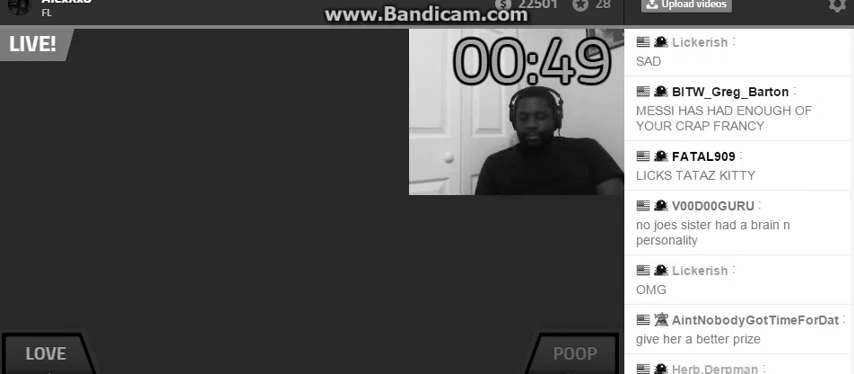 www.Bandicam.com
FL
22501
28
Upload videos
LIVE!
00:49
Lickerish :
SAD
BITW_Greg_Barton :
MESSI HAS HAD ENOUGH OF
YOUR CRAP FRANCY
FATAL909 :
LICKS TATAZ KITTY
V00D00GURU :
no joes sister had a brain n
personality
Lickerish :
OMG
AintNobodyGotTimeForDat :
give her a better prize
Herb.Derpman :
LOVE
POOP